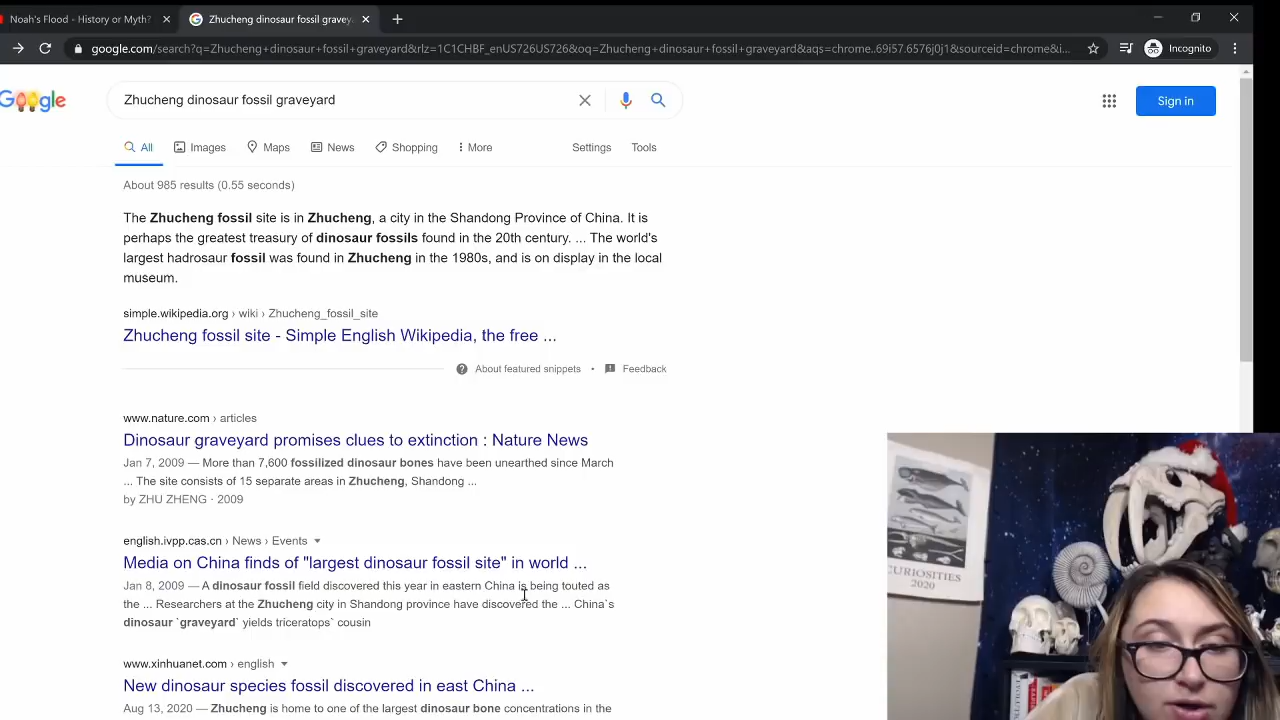 Noah's Flood - History or Myth?
Zhucheng dinosaur fossil gravey
google.com/search?q=Zhucheng+dinosaur+fossil+graveyard&rlz=1C1CHBF_enUS726US726&oq=Zhucheng+dinosaur+fossil+graveyard&aqs=chrome..69i57.6576j0j1&sourceid=chrome&i...
Incognito
Google
Zhucheng dinosaur fossil graveyard
Sign in
All Images Maps News Shopping More Settings Tools
About 985 results (0.55 seconds)
The Zhucheng fossil site is in Zhucheng, a city in the Shandong Province of China. It is
perhaps the greatest treasury of dinosaur fossils found in the 20th century. ... The world's
largest hadrosaur fossil was found in Zhucheng in the 1980s, and is on display in the local
museum.
simple.wikipedia.org › wiki › Zhucheng_fossil_site
Zhucheng fossil site - Simple English Wikipedia, the free ...
About featured snippets • Feedback
www.nature.com › articles
Dinosaur graveyard promises clues to extinction : Nature News
Jan 7, 2009 — More than 7,600 fossilized dinosaur bones have been unearthed since March
... The site consists of 15 separate areas in Zhucheng, Shandong ...
by ZHU ZHENG · 2009
english.ivpp.cas.cn › News › Events
Media on China finds of "largest dinosaur fossil site" in world ...
Jan 8, 2009 — A dinosaur fossil field discovered this year in eastern China is being touted as
the ... Researchers at the Zhucheng city in Shandong province have discovered the ... China`s
dinosaur `graveyard` yields triceratops` cousin
www.xinhuanet.com › english
New dinosaur species fossil discovered in east China ...
Aug 13, 2020 — Zhucheng is home to one of the largest dinosaur bone concentrations in the
CURIOSITIES
2020